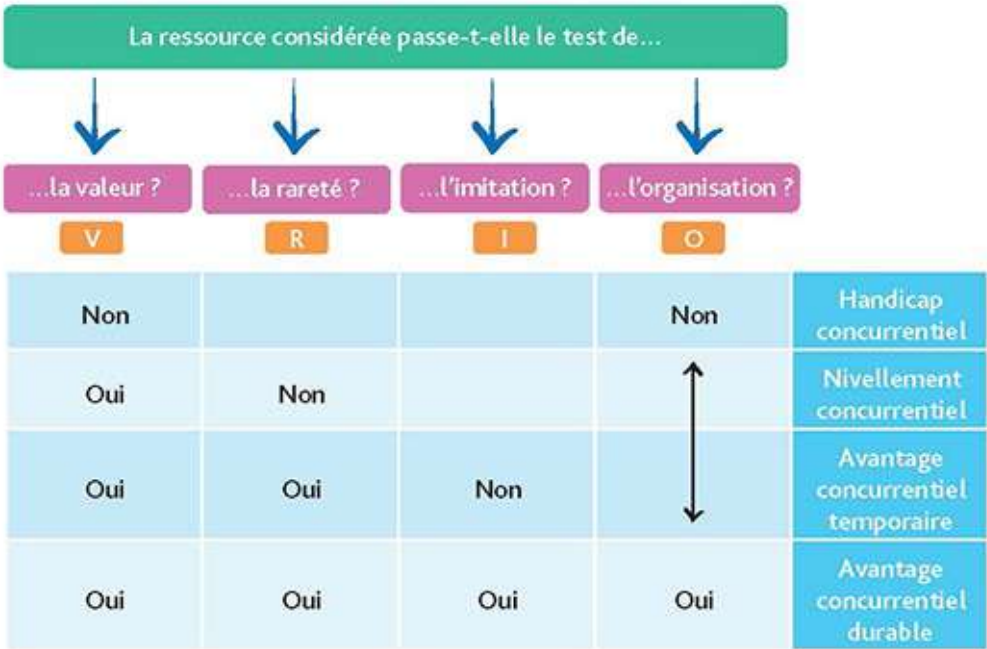 La ressource considérée passe-t-elle le test de...
...la valeur ?
...la rareté ?
...l'imitation ?
...l'organisation ?
V
R
I
O
Non
Non
Handicap
concurrentiel
Oui
Non
Nivellement
concurrentiel
Oui
Oui
Non
Avantage
concurrentiel
temporaire
Oui
Oui
Oui
Oui
Avantage
concurrentiel
durable